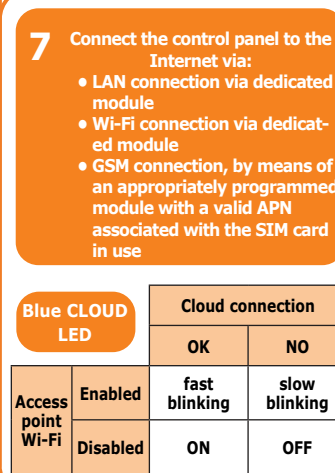 7 Connect the control panel to the
Internet via:
• LAN connection via dedicated
module
• Wi-Fi connection via dedicat-
ed module
• GSM connection, by means of
an appropriately programmed
module with a valid APN
associated with the SIM card
in use
Blue CLOUD
LED
Cloud connection
OK NO
Access
point
Wi-Fi
Enabled fast
blinking slow
blinking
Disabled ON OFF